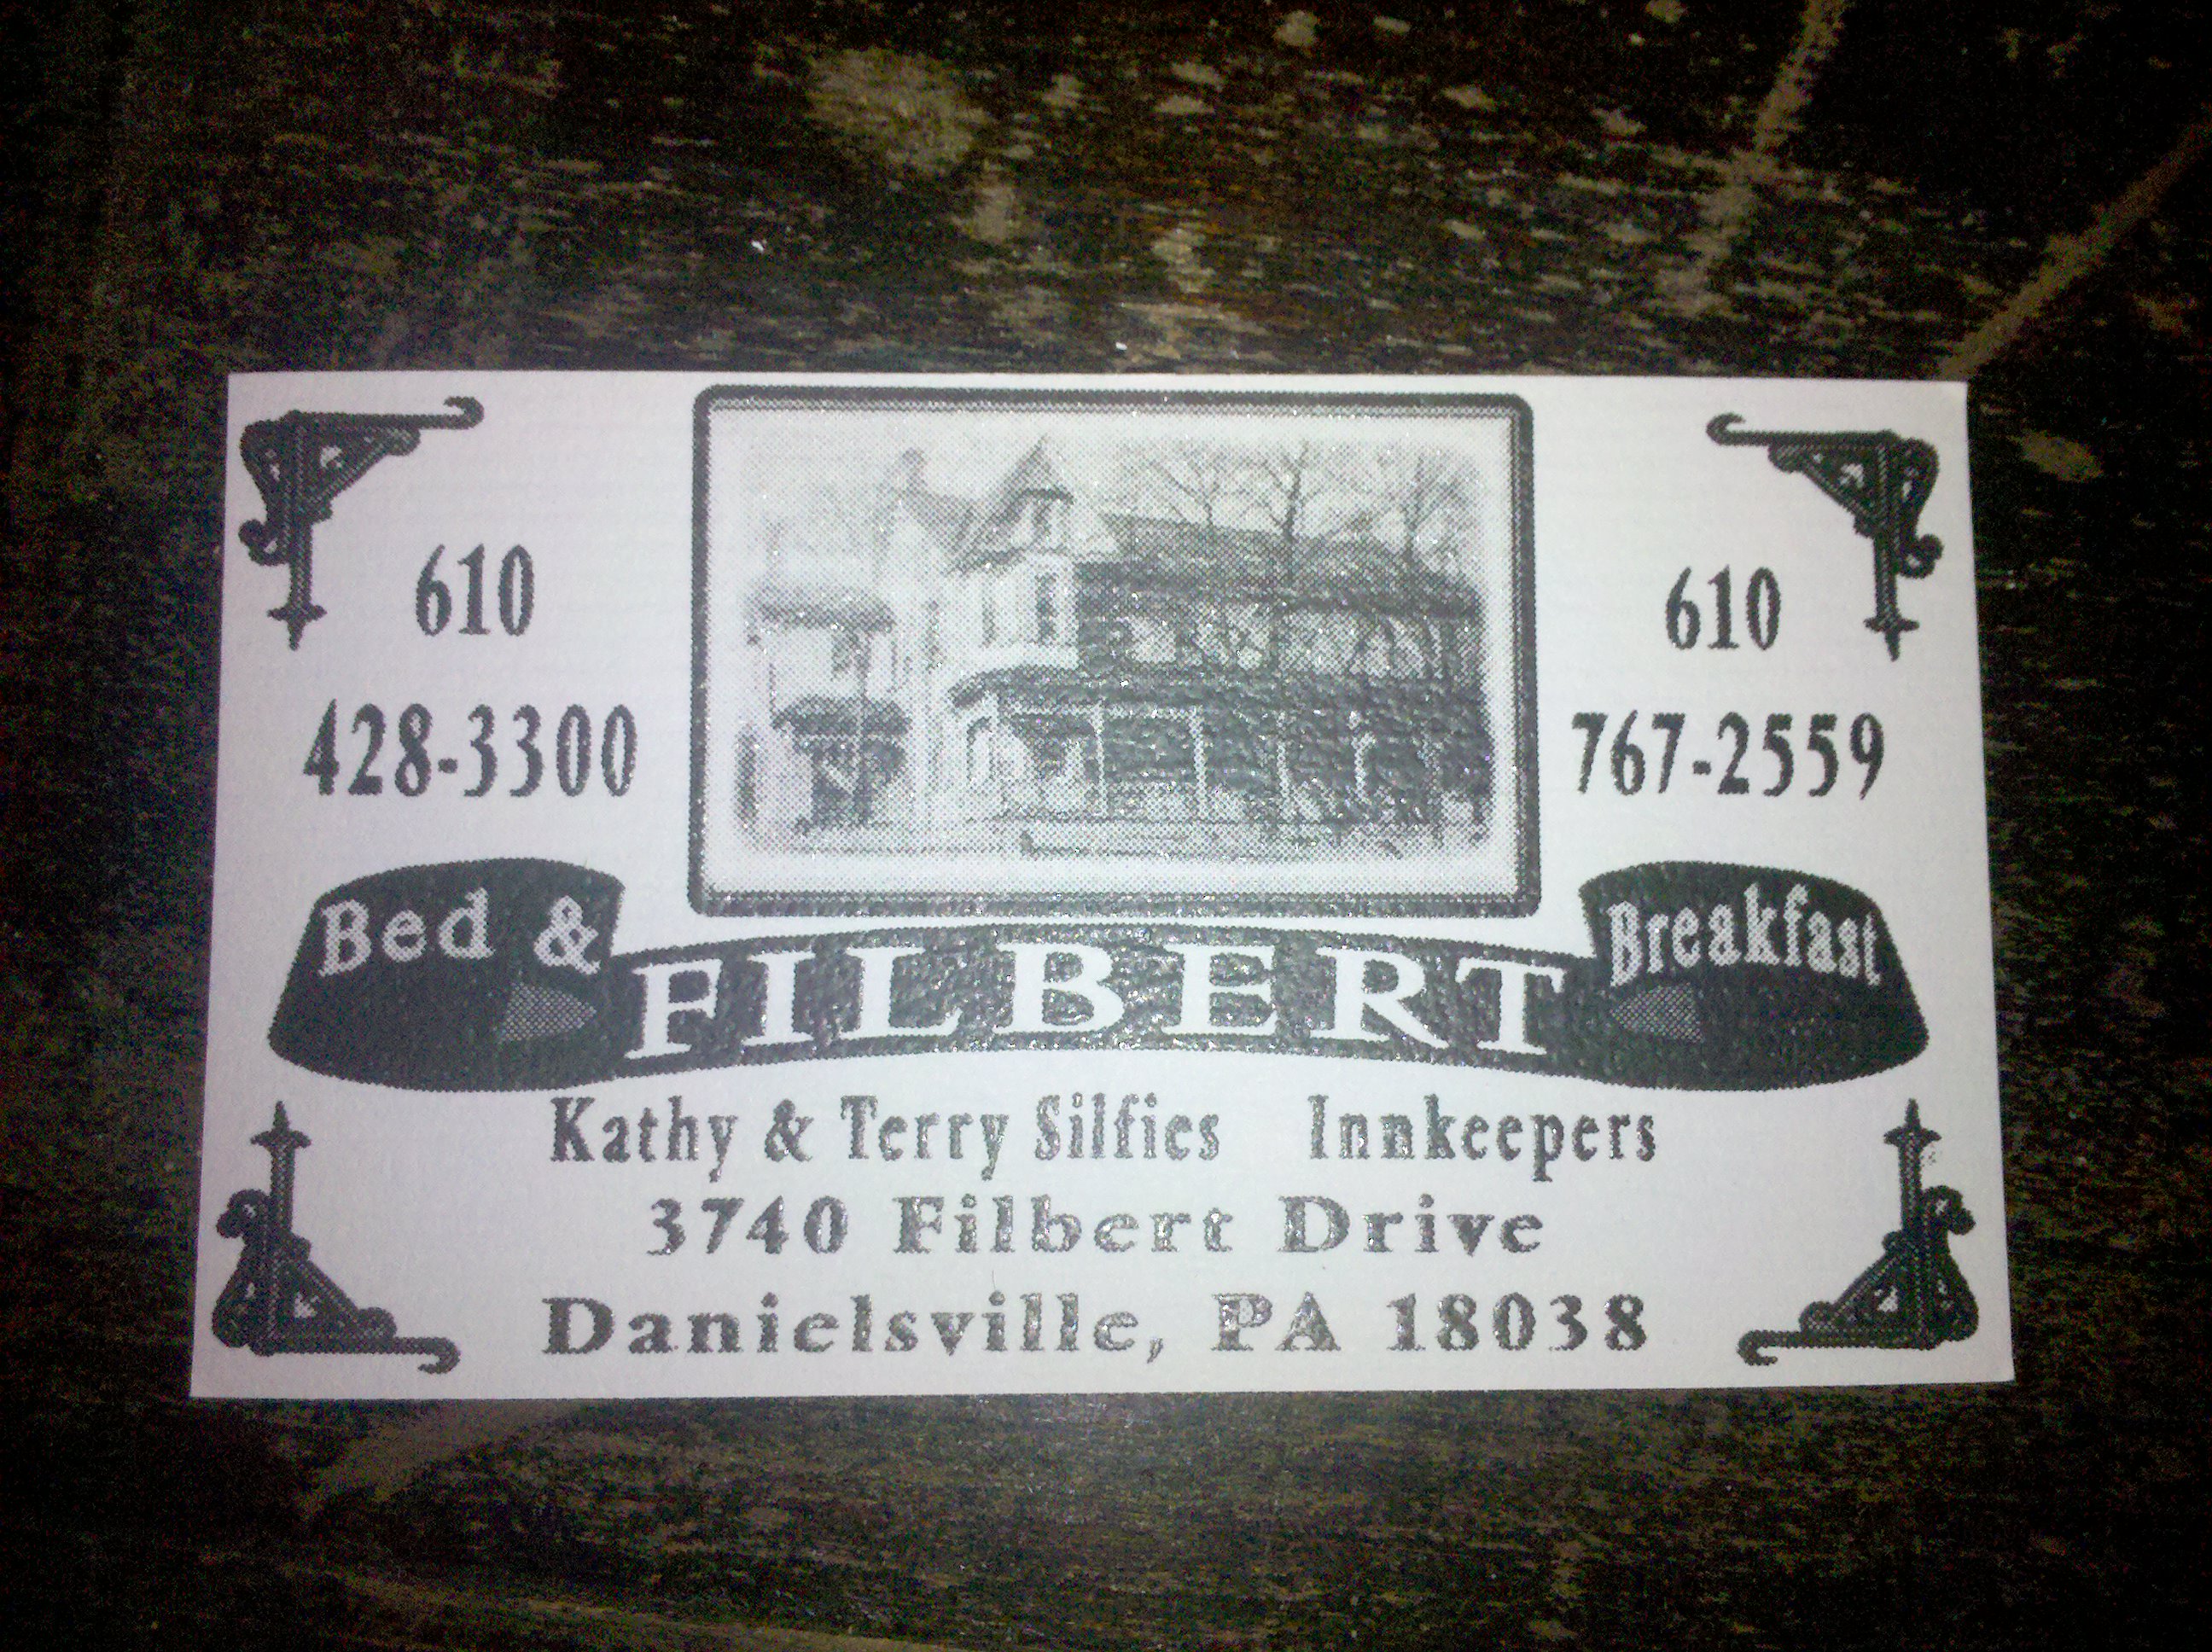 610
428-3300
610
767-2559
Bed & FILBERT Breakfast
Kathy & Terry Silfies Innkeepers
3740 Filbert Drive
Danielsville, PA 18038